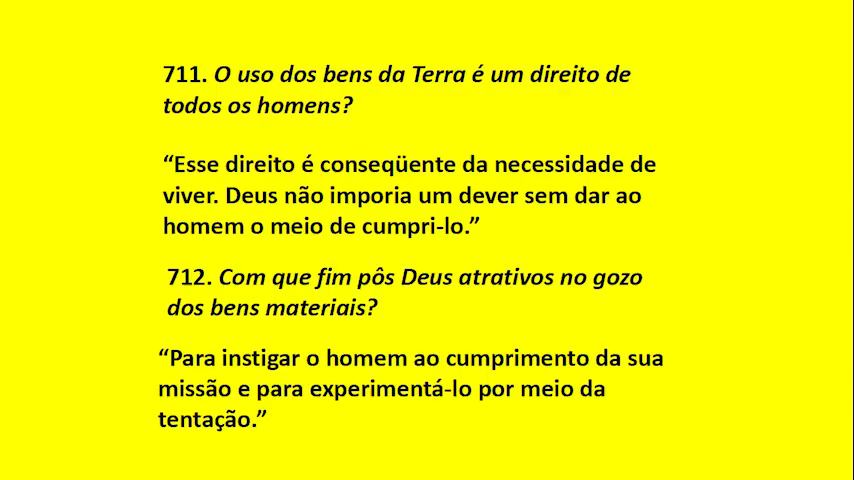 711. O uso dos bens da Terra é um direito de
todos os homens?
“Esse direito é conseqüente da necessidade de
viver. Deus não imporia um dever sem dar ao
homem o meio de cumpri-lo.”
712. Com que fim pôs Deus atrativos no gozo
dos bens materiais?
“Para instigar o homem ao cumprimento da sua
missão e para experimentá-lo por meio da
tentação.”